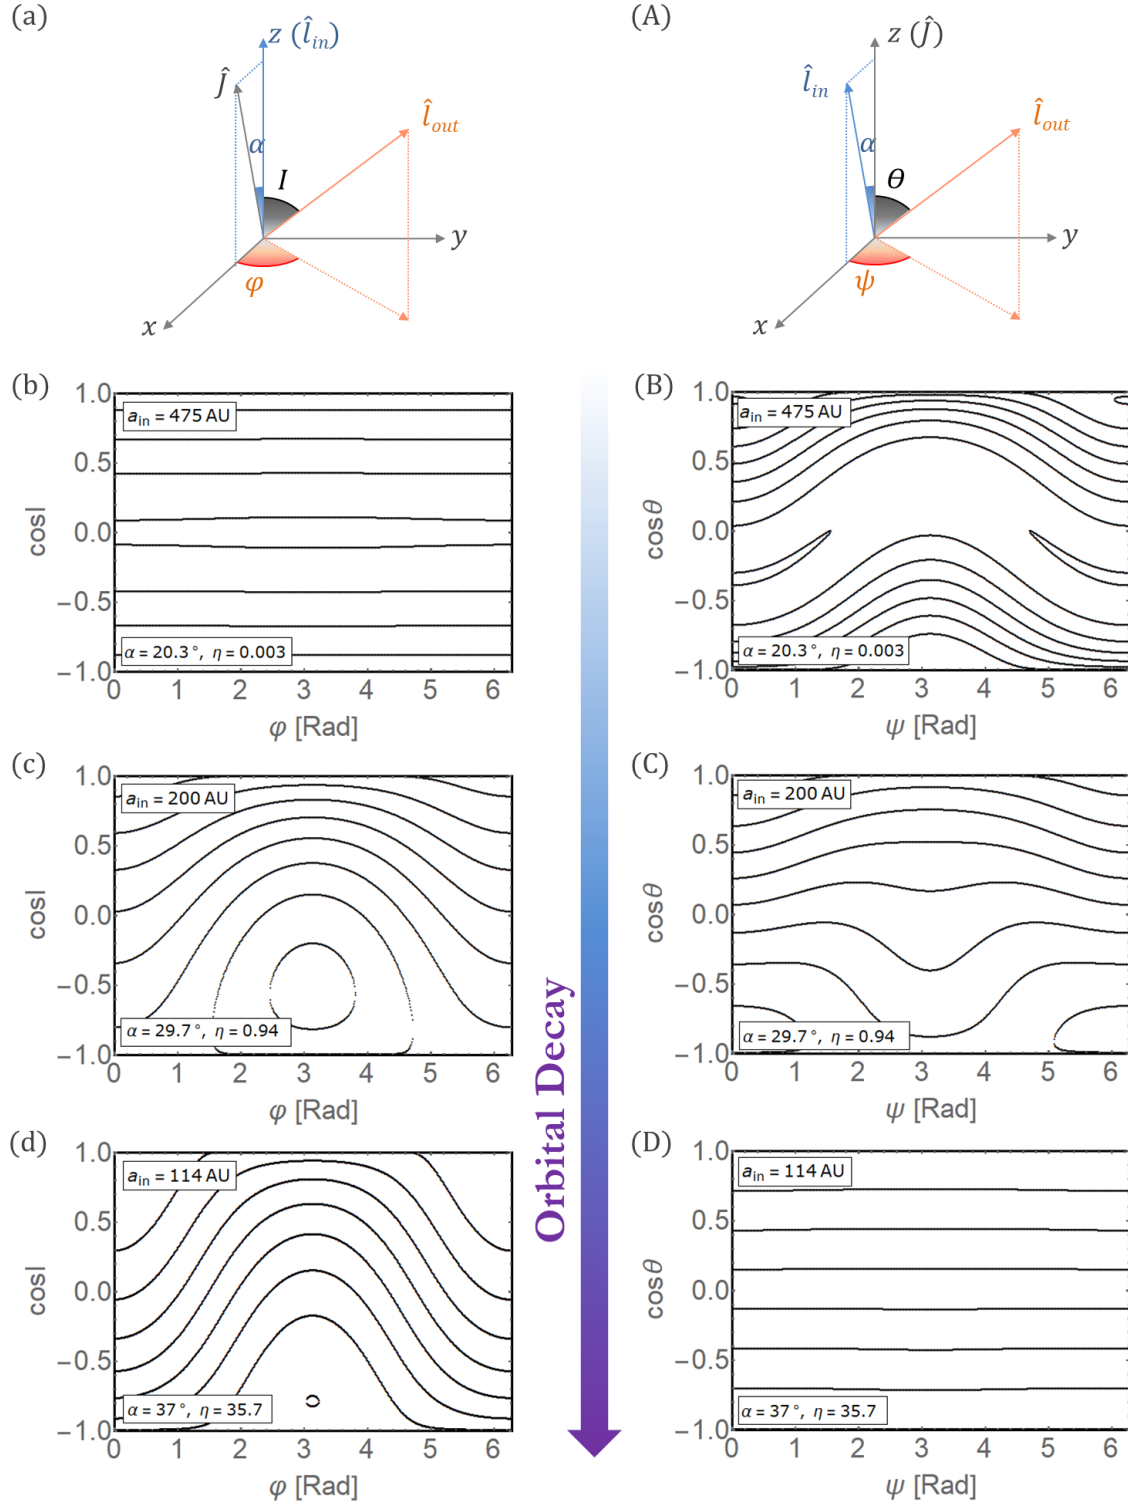 (a)
z (l̂in)
Ĵ
l̂out
α
I
y
φ
x
(A)
z (Ĵ)
l̂in
l̂out
α
θ
y
ψ
x
(b)
1.0
0.5
0.0
−0.5
−1.0
cosI
ain = 475 AU
α = 20.3°, η = 0.003
0 1 2 3 4 5 6
φ [Rad]
(B)
1.0
0.5
0.0
−0.5
−1.0
cosθ
ain = 475 AU
α = 20.3°, η = 0.003
0 1 2 3 4 5 6
ψ [Rad]
(c)
1.0
0.5
0.0
−0.5
−1.0
cosI
ain = 200 AU
α = 29.7°, η = 0.94
0 1 2 3 4 5 6
φ [Rad]
(C)
1.0
0.5
0.0
−0.5
−1.0
cosθ
ain = 200 AU
α = 29.7°, η = 0.94
0 1 2 3 4 5 6
ψ [Rad]
Orbital Decay
(d)
1.0
0.5
0.0
−0.5
−1.0
cosI
ain = 114 AU
α = 37°, η = 35.7
0 1 2 3 4 5 6
φ [Rad]
(D)
1.0
0.5
0.0
−0.5
−1.0
cosθ
ain = 114 AU
α = 37°, η = 35.7
0 1 2 3 4 5 6
ψ [Rad]